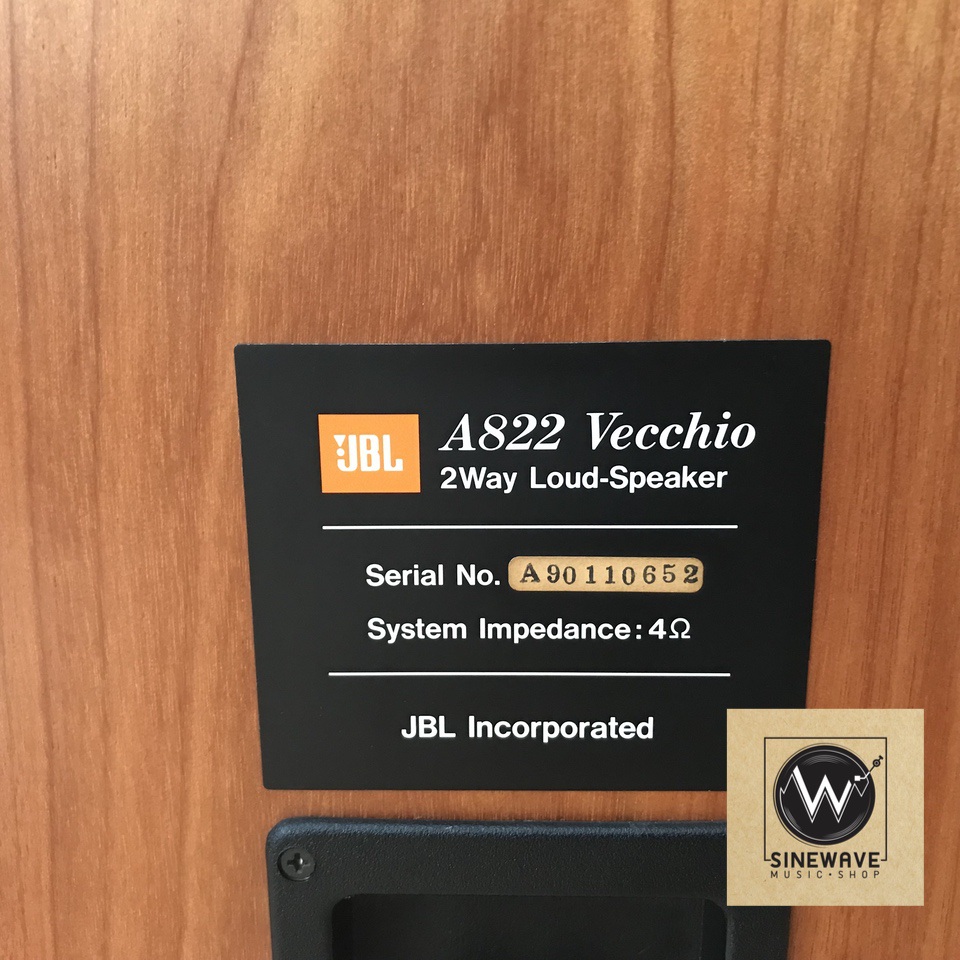 JBL
A822 Vecchio
2Way Loud-Speaker
Serial No. A90110652
System Impedance: 4Ω
JBL Incorporated
W
SINEWAVE
MUSIC•SHOP